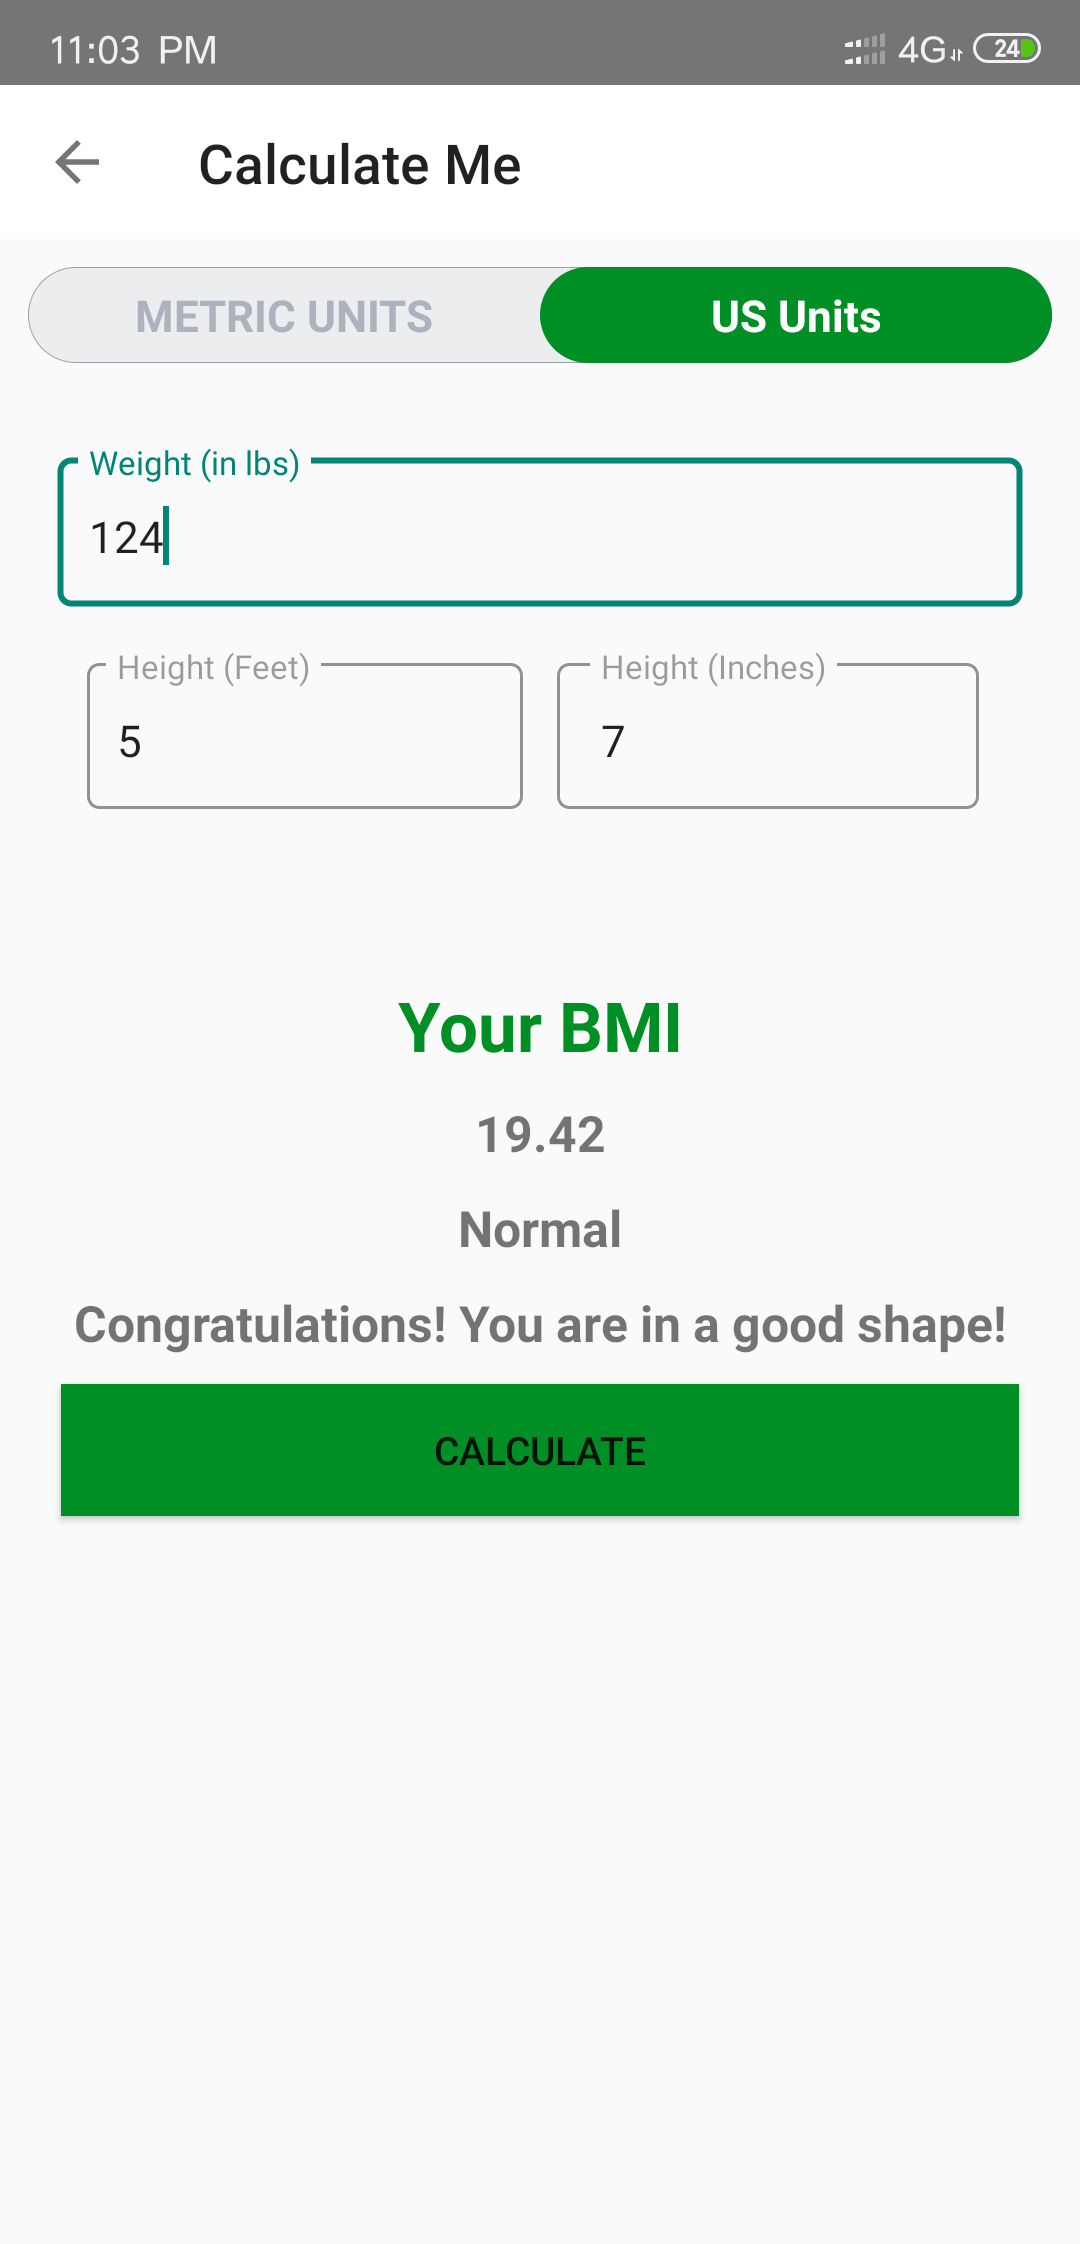 11:03 PM 4G 24
Calculate Me
METRIC UNITS US Units
Weight (in lbs)
124
Height (Feet) Height (Inches)
5 7
Your BMI
19.42
Normal
Congratulations! You are in a good shape!
CALCULATE